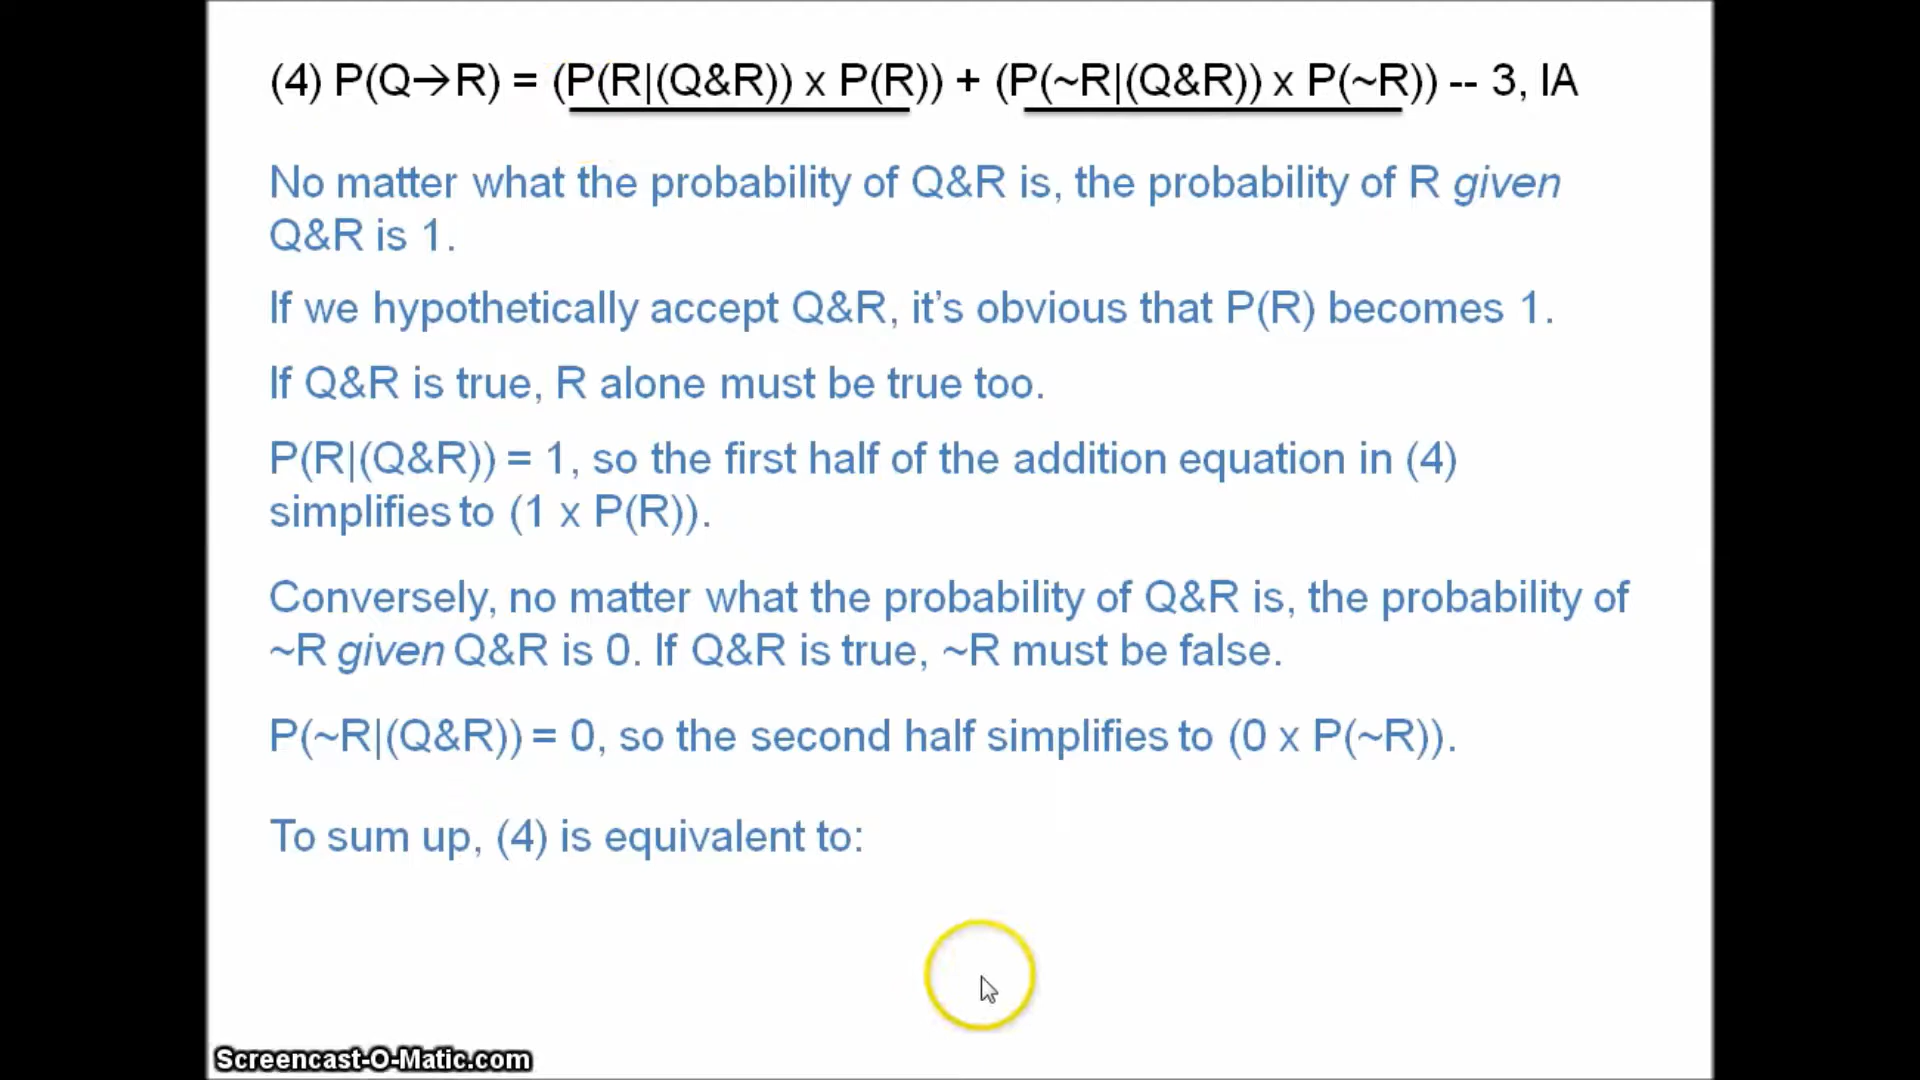 (4) P(Q→R) = (P(R|(Q&R)) x P(R)) + (P(~R|(Q&R)) x P(~R)) -- 3, IA
No matter what the probability of Q&R is, the probability of R given
Q&R is 1.
If we hypothetically accept Q&R, it’s obvious that P(R) becomes 1.
If Q&R is true, R alone must be true too.
P(R|(Q&R)) = 1, so the first half of the addition equation in (4)
simplifies to (1 x P(R)).
Conversely, no matter what the probability of Q&R is, the probability of
~R given Q&R is 0. If Q&R is true, ~R must be false.
P(~R|(Q&R)) = 0, so the second half simplifies to (0 x P(~R)).
To sum up, (4) is equivalent to:
Screencast-O-Matic.com